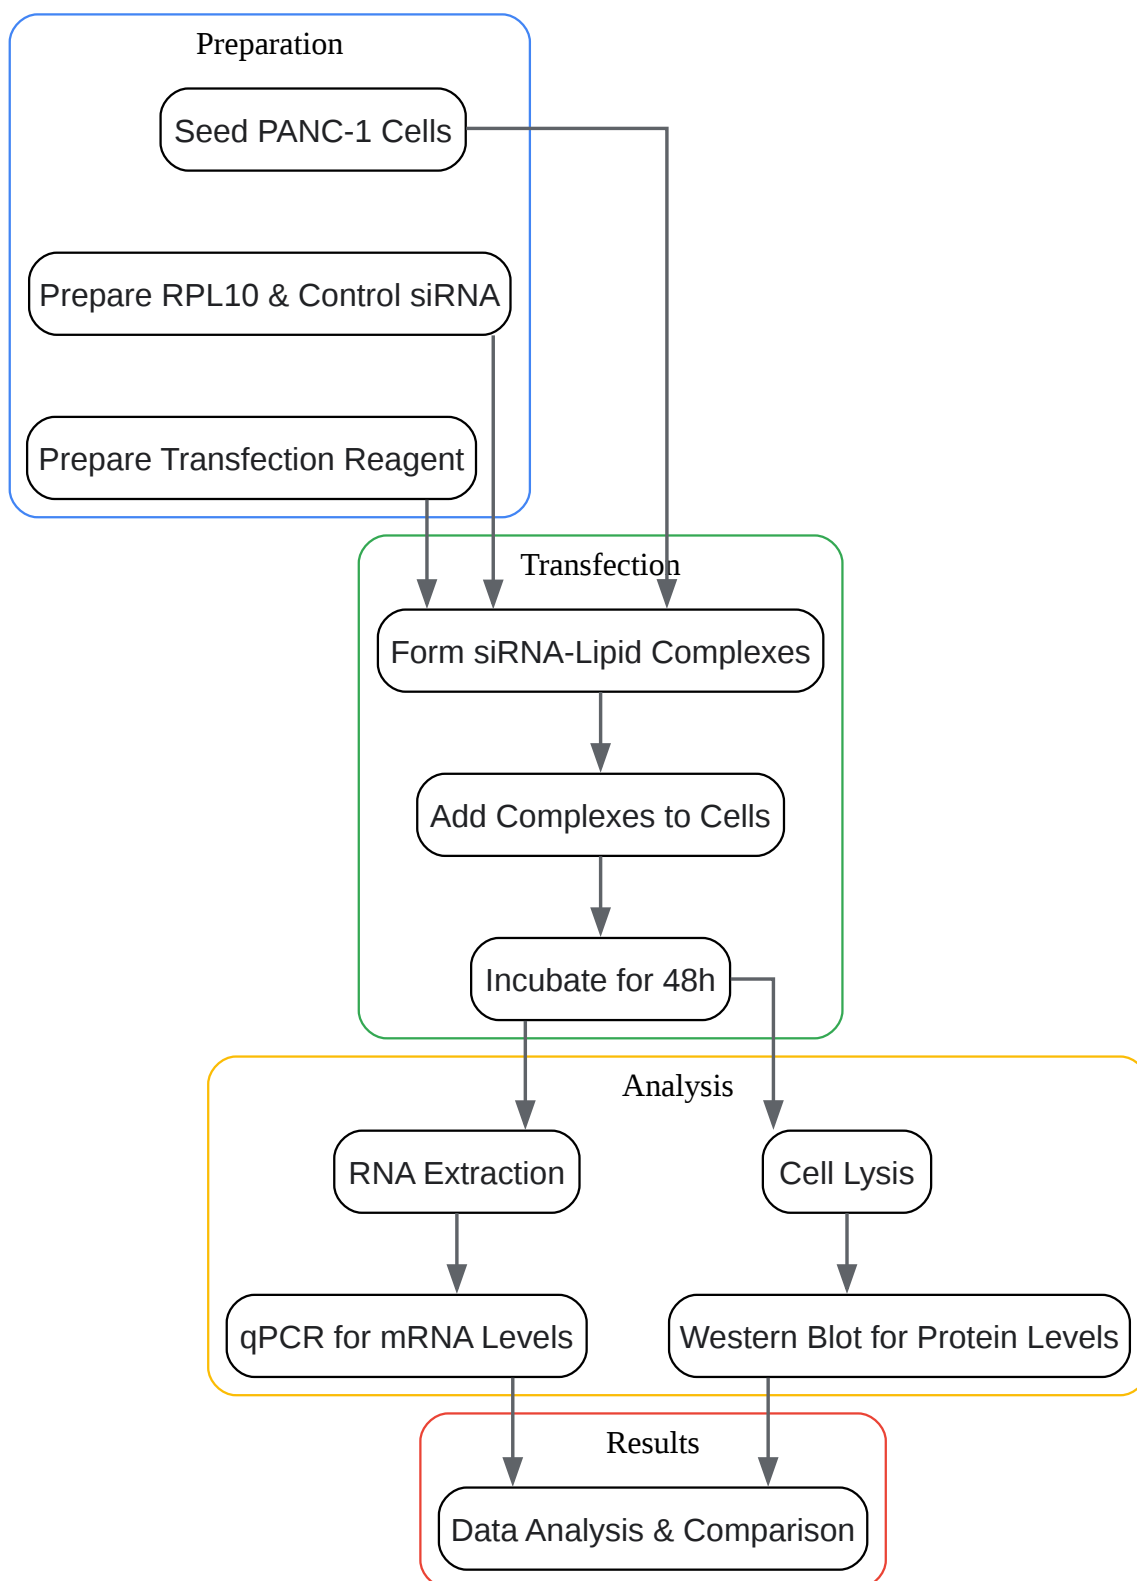 Preparation
Seed PANC-1 Cells
Prepare RPL10 & Control siRNA
Prepare Transfection Reagent
Transfection
Form siRNA-Lipid Complexes
Add Complexes to Cells
Incubate for 48h
Analysis
RNA Extraction
Cell Lysis
qPCR for mRNA Levels
Western Blot for Protein Levels
Results
Data Analysis & Comparison